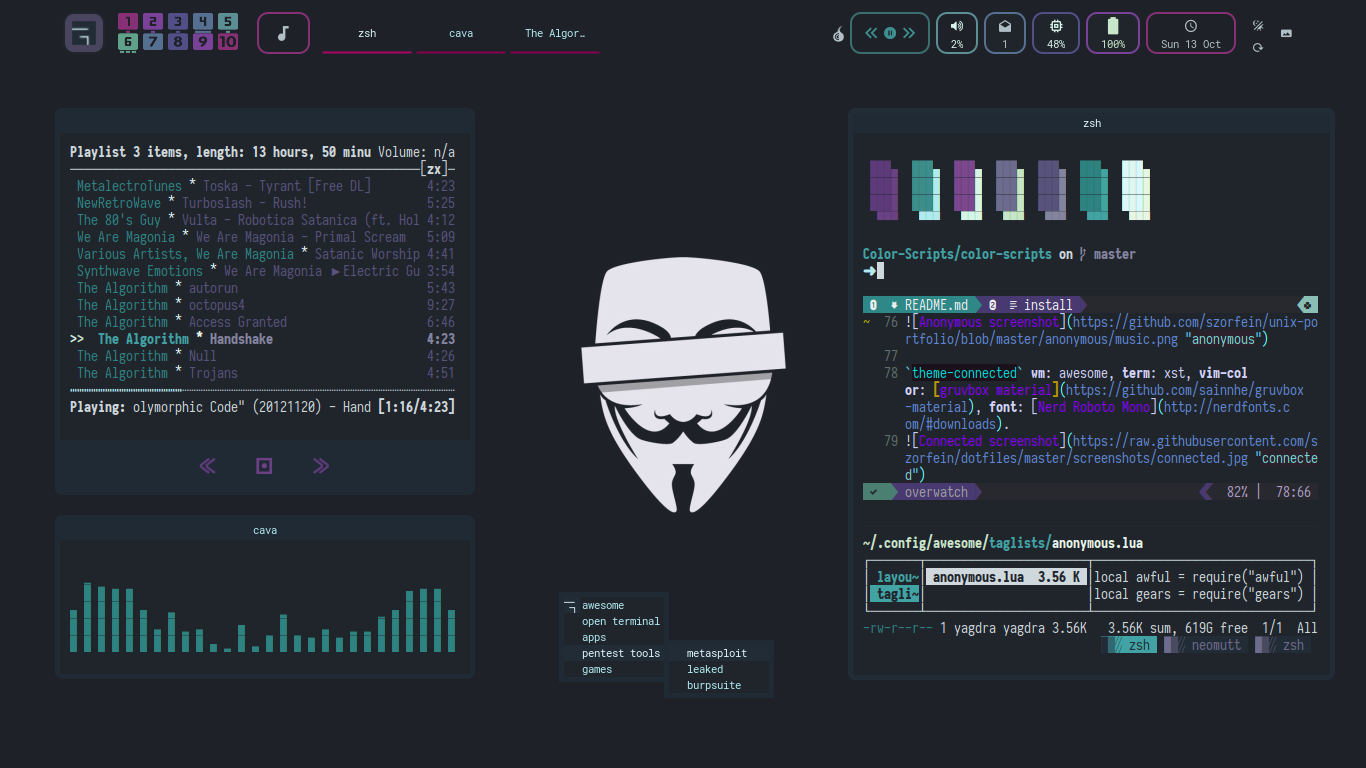 1 2 3 4 5
6 7 8 9 10
zsh
cava
The Algor…
2%
1
48%
100%
Sun 13 Oct
Playlist 3 items, length: 13 hours, 50 minu Volume: n/a
[zx]
MetalectroTunes * Toska - Tyrant [Free DL] 4:23
NewRetroWave * Turboslash - Rush! 5:25
The 80's Guy * Vulta - Robotica Satanica (ft. Hol 4:12
We Are Magonia * We Are Magonia - Primal Scream 5:09
Various Artists, We Are Magonia * Satanic Worship 4:41
Synthwave Emotions * We Are Magonia ►Electric Gu 3:54
The Algorithm * autorun 5:43
The Algorithm * octopus4 9:27
The Algorithm * Access Granted 6:46
>> The Algorithm * Handshake 4:23
The Algorithm * Null 4:26
The Algorithm * Trojans 4:51
Playing: olymorphic Code" (20121120) - Hand [1:16/4:23]
cava
awesome
open terminal
apps
pentest tools
games
metasploit
leaked
burpsuite
zsh
Color-Scripts/color-scripts on master
➜
0 README.md 2 install
~ 76 ![Anonymous screenshot](https://github.com/szorfein/unix-po
rtfolio/blob/master/anonymous/music.png "anonymous")
77
78 `theme-connected` wm: awesome, term: xst, vim-col
or: [gruvbox material](https://github.com/sainnhe/gruvbox
-material), font: [Nerd Roboto Mono](http://nerdfonts.c
om/#downloads).
79 ![Connected screenshot](https://raw.githubusercontent.com/s
zorfein/dotfiles/master/screenshots/connected.jpg "connecte
d")
✓ overwatch 82% | 78:66
~/.config/awesome/taglists/anonymous.lua
layou~ anonymous.lua 3.56 K local awful = require("awful")
tagli~ local gears = require("gears")
-rw-r--r-- 1 yagdra yagdra 3.56K 3.56K sum, 619G free 1/1 All
zsh neomutt zsh